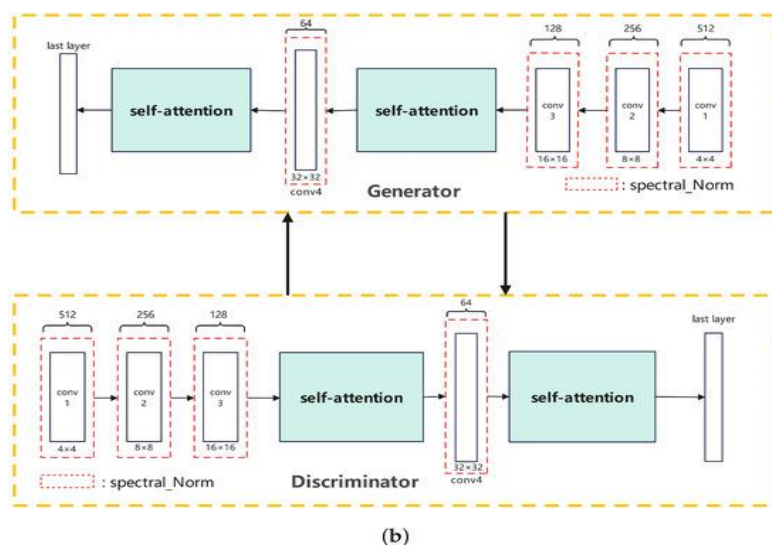 64
128
256
512
last layer
self-attention
self-attention
conv
3
conv
2
conv
1
32×32
conv4
16×16
8×8
4×4
Generator
: spectral_Norm
512
256
128
64
last layer
conv
1
conv
2
conv
3
self-attention
self-attention
4×4
8×8
16×16
32×32
conv4
: spectral_Norm
Discriminator
(b)